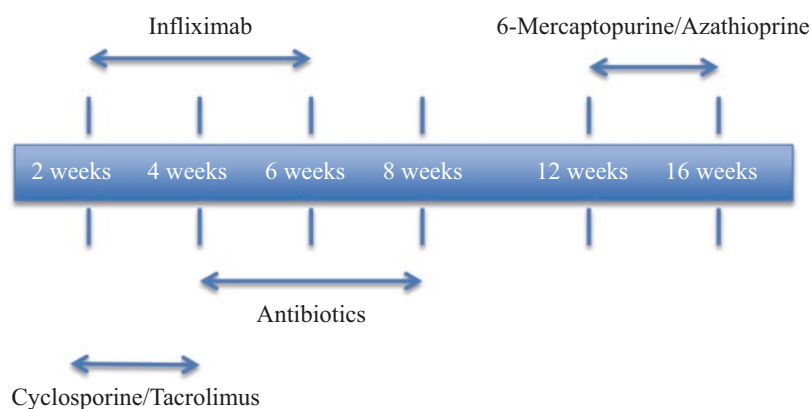 Infliximab
6-Mercaptopurine/Azathioprine
2 weeks 4 weeks 6 weeks 8 weeks 12 weeks 16 weeks
Antibiotics
Cyclosporine/Tacrolimus